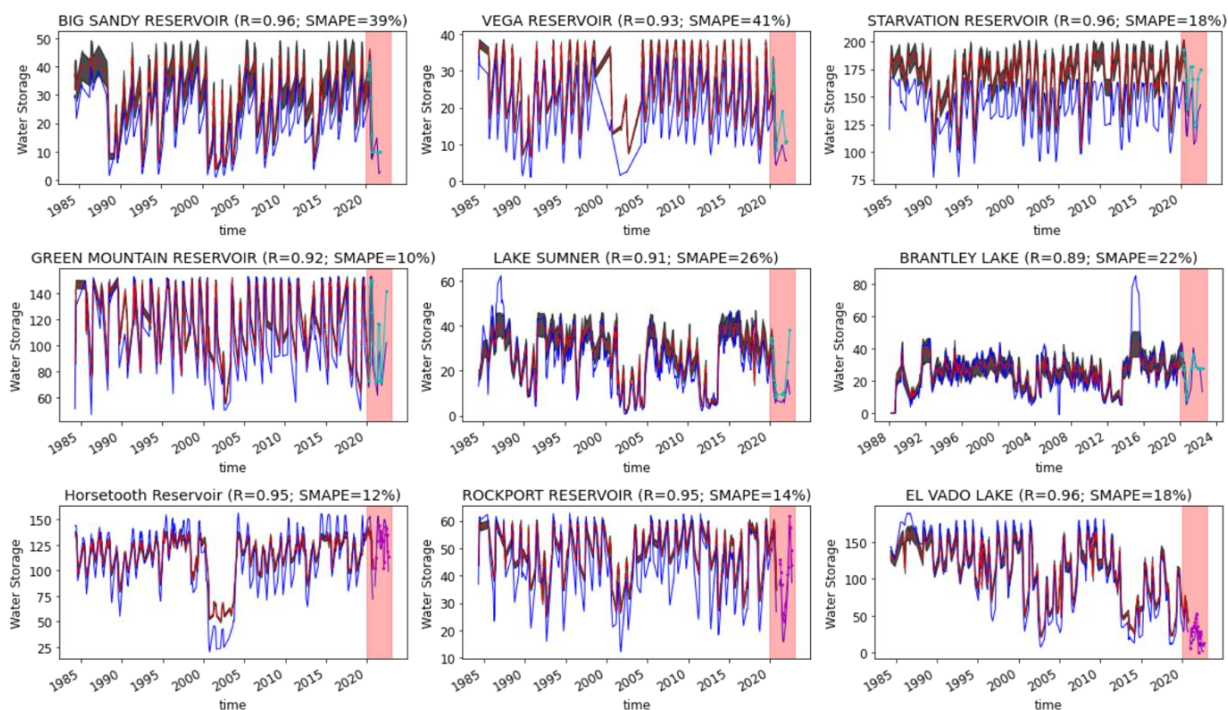 BIG SANDY RESERVOIR (R=0.96; SMAPE=39%)
Water Storage
50
40
30
20
10
0
1985 1990 1995 2000 2005 2010 2015 2020
time
VEGA RESERVOIR (R=0.93; SMAPE=41%)
Water Storage
40
30
20
10
0
1985 1990 1995 2000 2005 2010 2015 2020
time
STARVATION RESERVOIR (R=0.96; SMAPE=18%)
Water Storage
200
175
150
125
100
75
1985 1990 1995 2000 2005 2010 2015 2020
time
GREEN MOUNTAIN RESERVOIR (R=0.92; SMAPE=10%)
Water Storage
140
120
100
80
60
1985 1990 1995 2000 2005 2010 2015 2020
time
LAKE SUMNER (R=0.91; SMAPE=26%)
Water Storage
60
40
20
0
1985 1990 1995 2000 2005 2010 2015 2020
time
BRANTLEY LAKE (R=0.89; SMAPE=22%)
Water Storage
80
60
40
20
0
1988 1992 1996 2000 2004 2008 2012 2016 2020 2024
time
Horsetooth Reservoir (R=0.95; SMAPE=12%)
Water Storage
150
125
100
75
50
25
1985 1990 1995 2000 2005 2010 2015 2020
time
ROCKPORT RESERVOIR (R=0.95; SMAPE=14%)
Water Storage
60
50
40
30
20
10
1985 1990 1995 2000 2005 2010 2015 2020
time
EL VADO LAKE (R=0.96; SMAPE=18%)
Water Storage
150
100
50
0
1985 1990 1995 2000 2005 2010 2015 2020
time